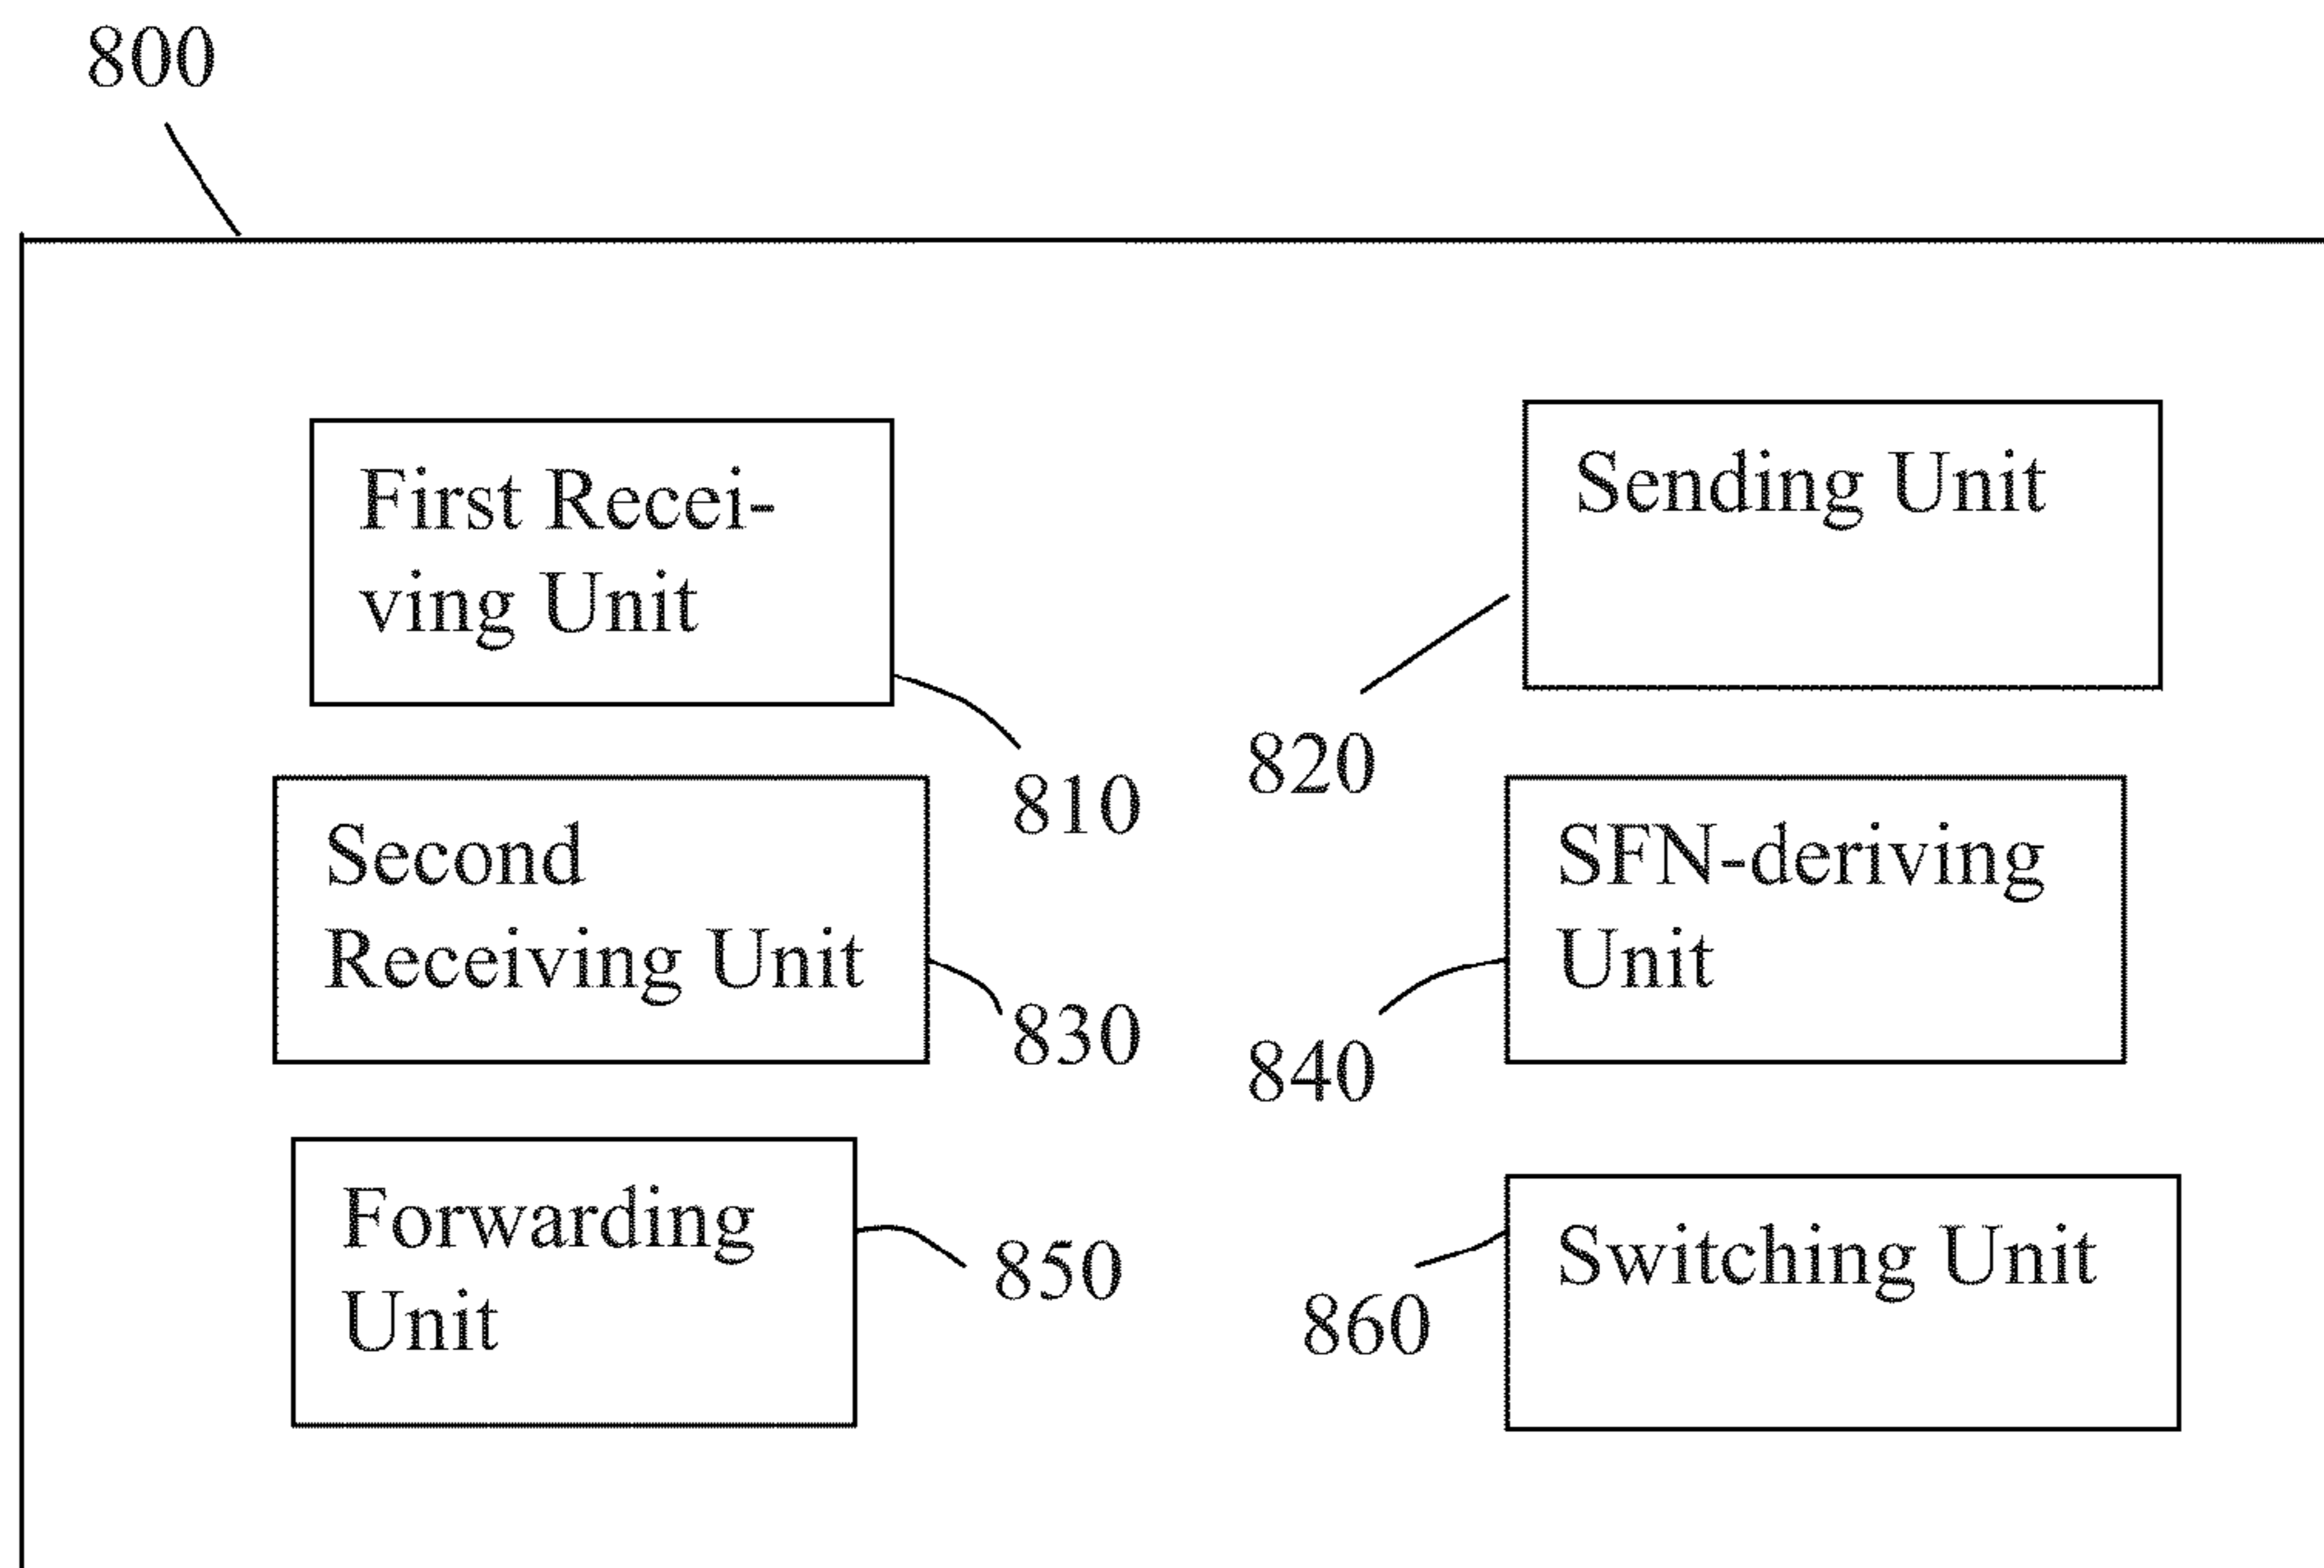 800
First Recei-
ving Unit
810
Sending Unit
820
Second
Receiving Unit
830
SFN-deriving
Unit
840
Forwarding
Unit
850
Switching Unit
860